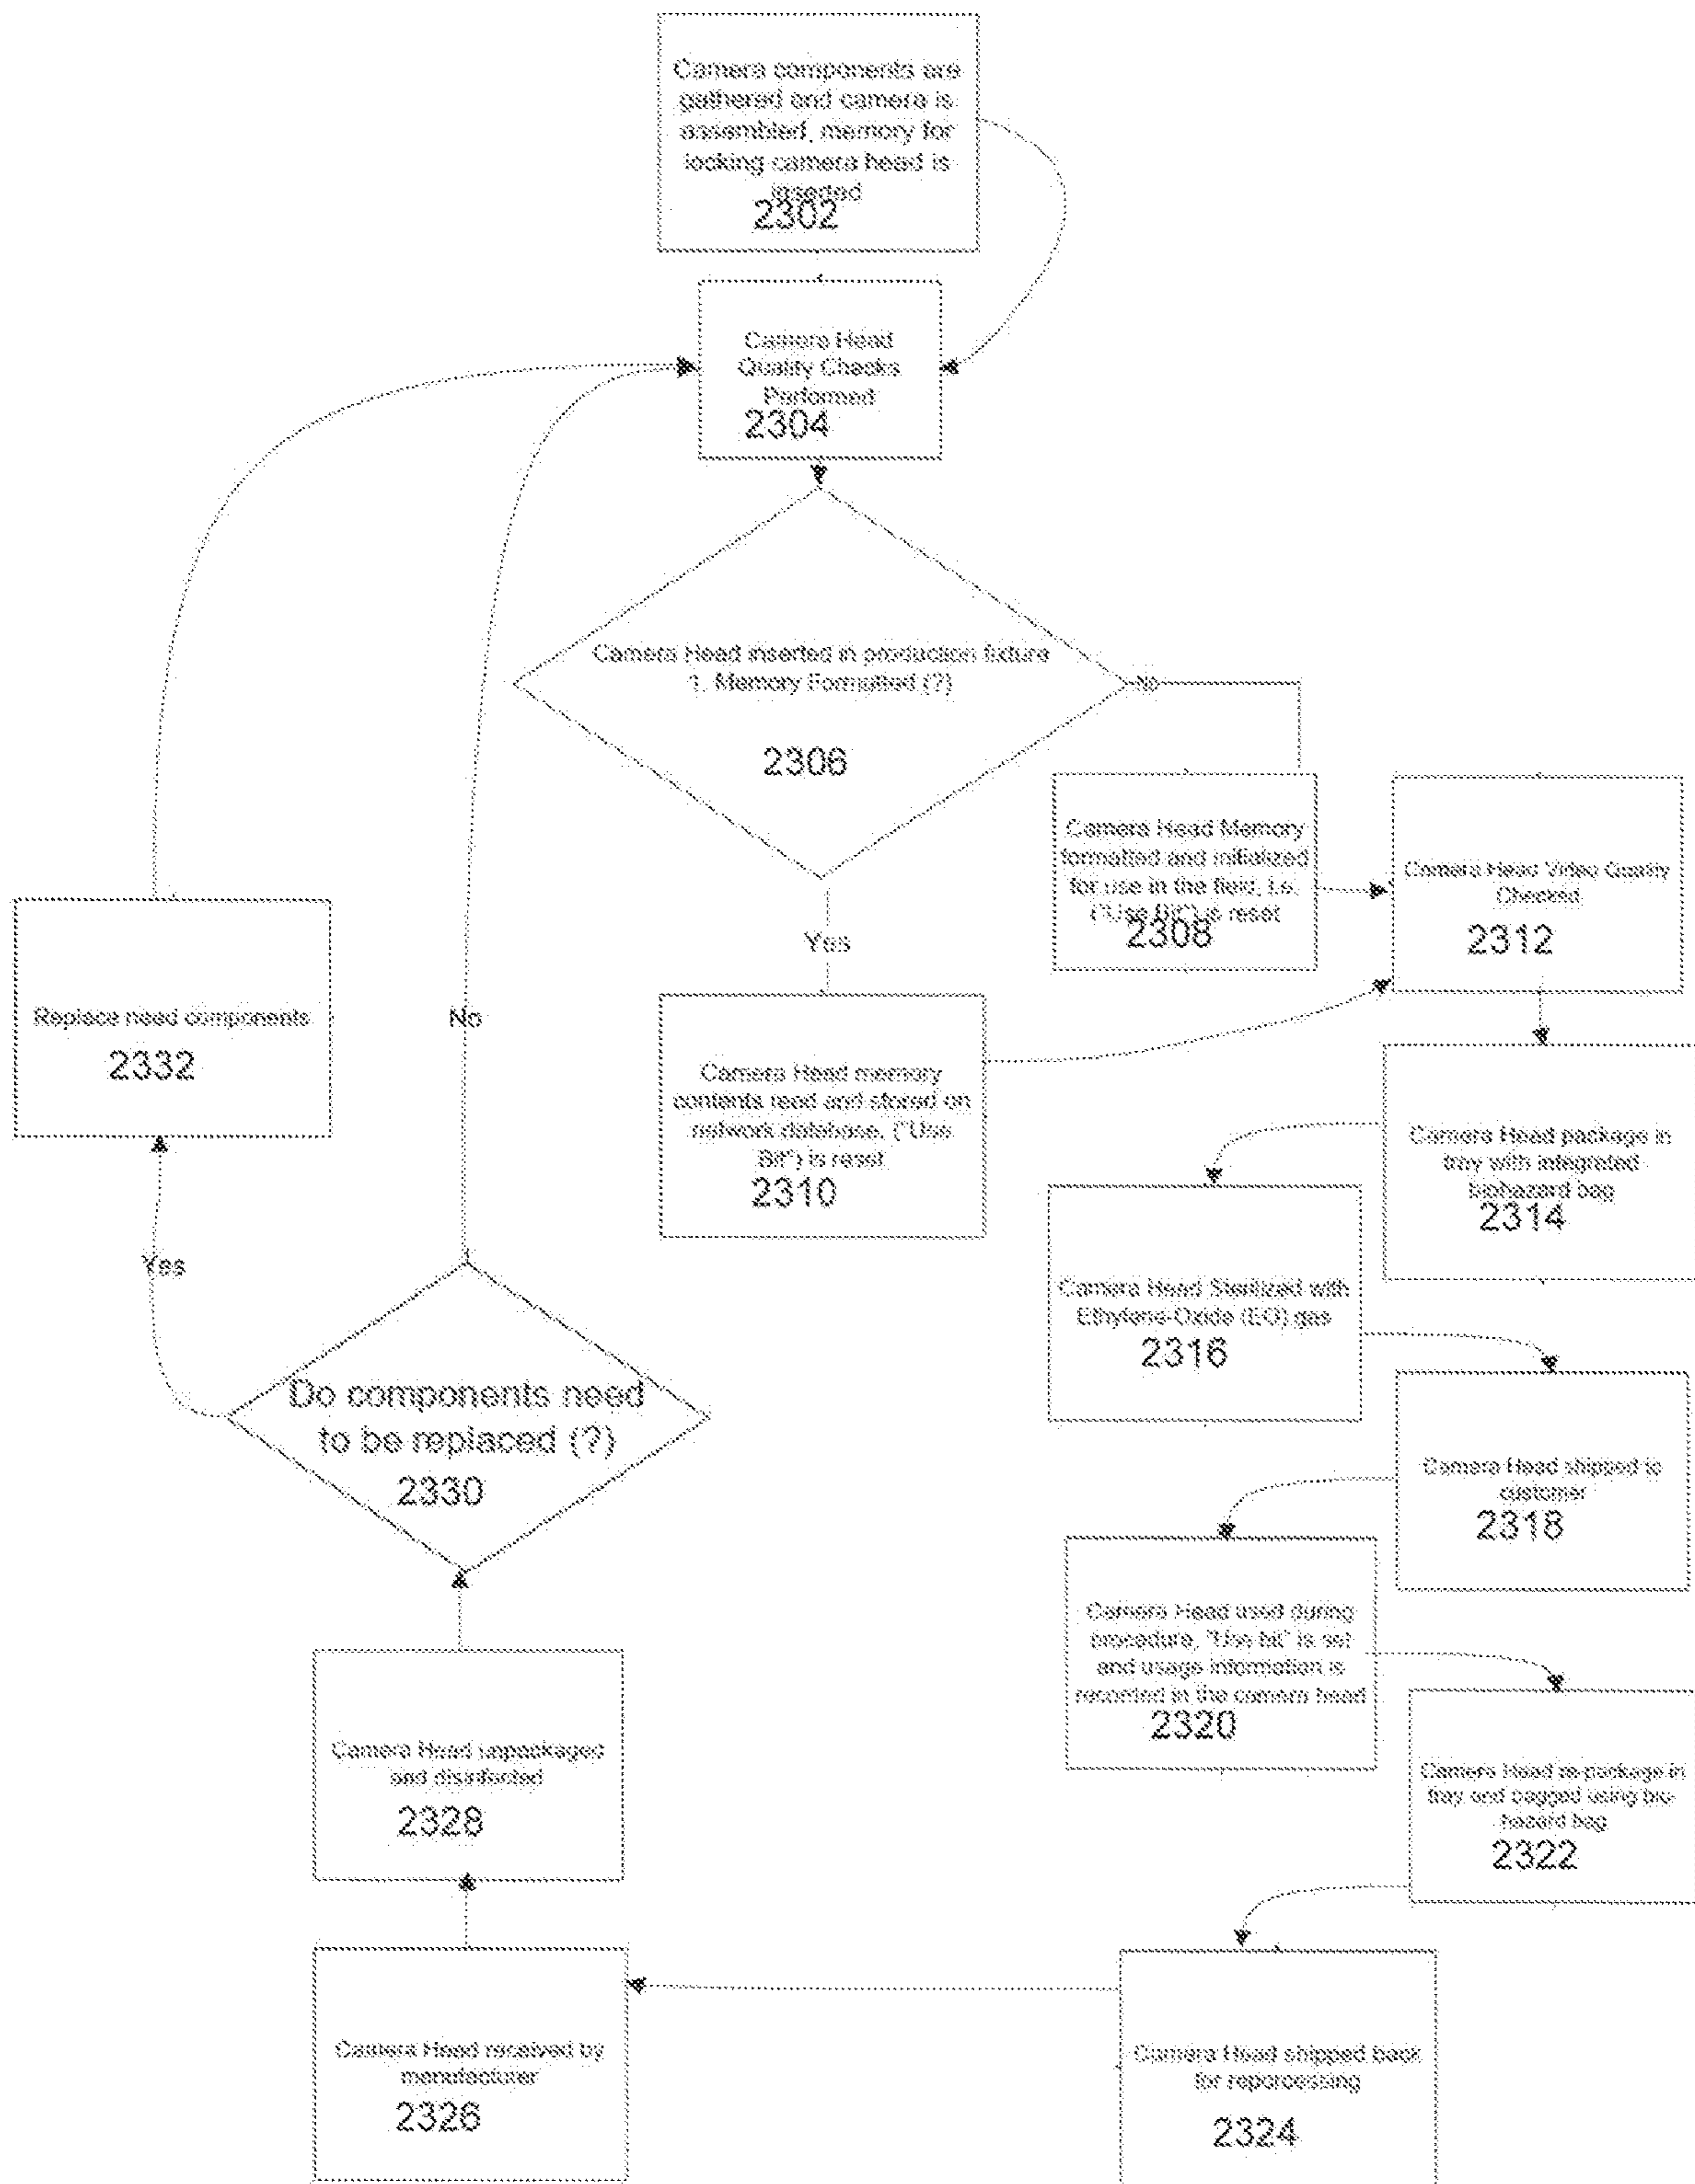 Camera components are
gathered and camera is
assembled, memory for
locking camera head is
inserted
2302
Camera Head
Quality Checks
Performed
2304
Camera Head inserted in production fixture
1. Memory Formatted (?)
2306
No
Camera Head Memory
formatted and initialized
for use in the field, i.e.
("Use Bit") is reset
2308
Camera Head Video Quality
Checked
2312
Yes
Replace need components
2332
No
Camera Head memory
contents read and stored on
network database, ("Use
Bit") is reset
2310
Camera Head package in
tray with integrated
biohazard bag
2314
Yes
Camera Head Sterilized with
Ethylene-Oxide (EO) gas
2316
Do components need
to be replaced (?)
2330
Camera Head shipped to
customer
2318
Camera Head used during
procedure, "Use bit" is set
and usage information is
recorded in the camera head
2320
Camera Head unpackaged
and disinfected
2328
Camera Head re-package in
tray and bagged using bio-
hazard bag
2322
Camera Head received by
manufacturer
2326
Camera Head shipped back
for reporcessing
2324